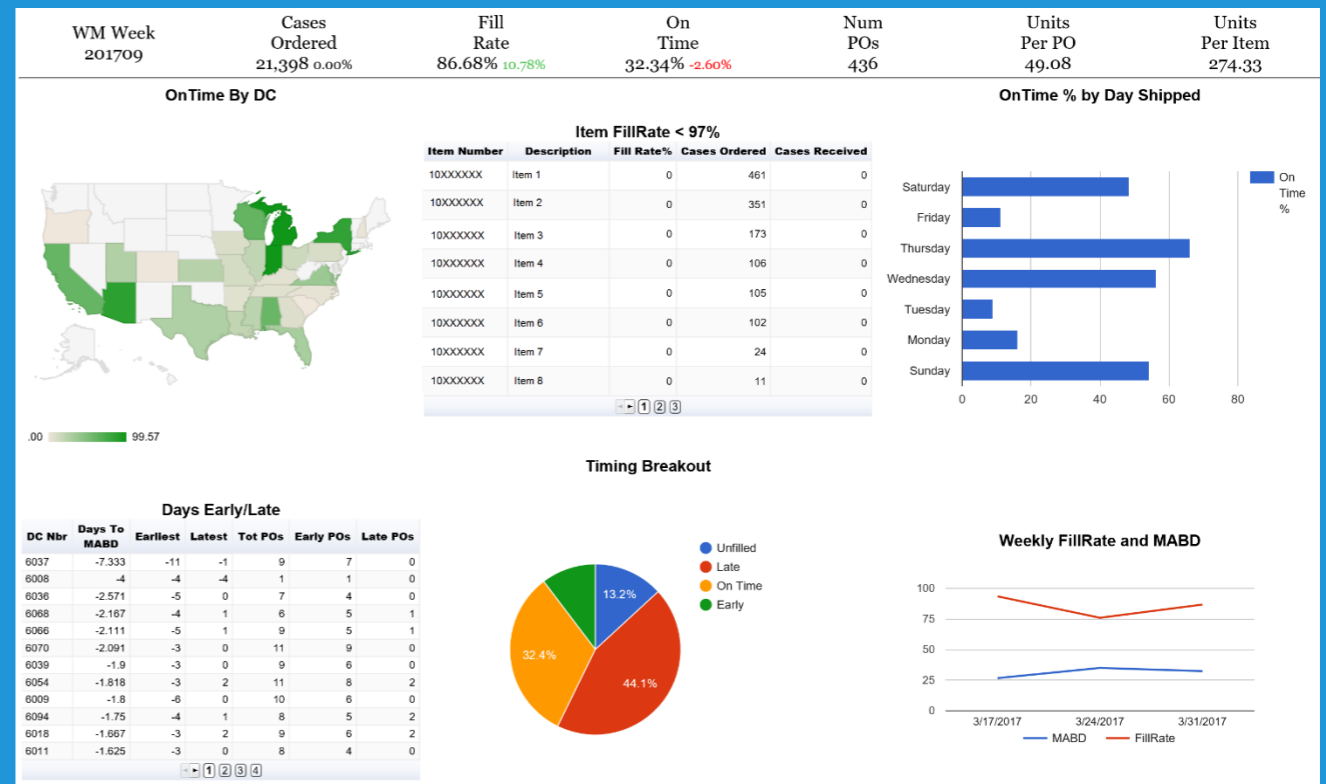 WM Week
201709
Cases
Ordered
21,398 0.00%
Fill
Rate
86.68% 10.78%
On
Time
32.34% -2.60%
Num
POs
436
Units
Per PO
49.08
Units
Per Item
274.33
OnTime By DC
.00 99.57
Item FillRate < 97%
Item Number Description Fill Rate% Cases Ordered Cases Received
10XXXXXX Item 1 0 461 0
10XXXXXX Item 2 0 351 0
10XXXXXX Item 3 0 173 0
10XXXXXX Item 4 0 106 0
10XXXXXX Item 5 0 105 0
10XXXXXX Item 6 0 102 0
10XXXXXX Item 7 0 24 0
10XXXXXX Item 8 0 11 0
1 2 3
OnTime % by Day Shipped
Saturday
Friday
Thursday
Wednesday
Tuesday
Monday
Sunday
0 20 40 60 80
On
Time
%
Days Early/Late
DC Nbr Days To MABD Earliest Latest Tot POs Early POs Late POs
6037 -7.333 -11 -1 9 7 0
6008 -4 -4 -4 1 1 0
6036 -2.571 -5 0 7 4 0
6068 -2.167 -4 1 6 5 1
6066 -2.111 -5 1 9 5 1
6070 -2.091 -3 0 11 9 0
6039 -1.9 -3 0 9 6 0
6054 -1.818 -3 2 11 8 2
6009 -1.8 -6 0 10 6 0
6094 -1.75 -4 1 8 5 2
6018 -1.667 -3 2 9 6 2
6011 -1.625 -3 0 8 4 0
1 2 3 4
Timing Breakout
13.2%
32.4%
44.1%
Unfilled
Late
On Time
Early
Weekly FillRate and MABD
100
75
50
25
0
3/17/2017 3/24/2017 3/31/2017
MABD FillRate